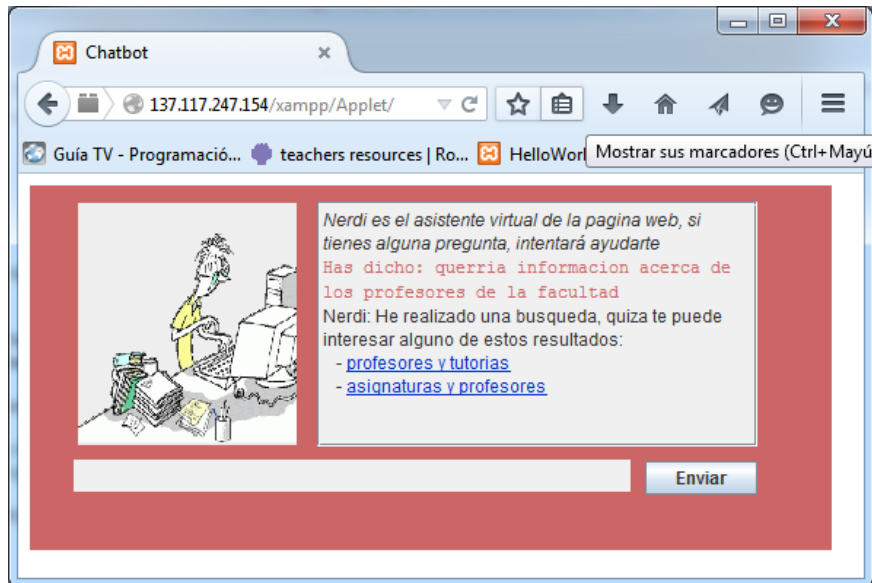 Chatbot
137.117.247.154/xampp/Applet/
Guía TV - Programació... teachers resources | Ro... HelloWorl
Mostrar sus marcadores (Ctrl+Mayú
Nerdi es el asistente virtual de la pagina web, si
tienes alguna pregunta, intentará ayudarte
Has dicho: querria informacion acerca de
los profesores de la facultad
Nerdi: He realizado una busqueda, quiza te puede
interesar alguno de estos resultados:
- profesores y tutorias
- asignaturas y profesores
Enviar